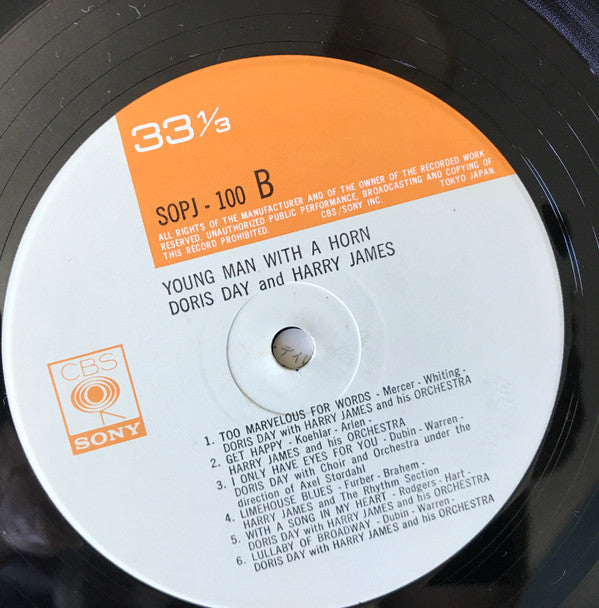 33⅓
SOPJ - 100 B
ALL RIGHTS OF THE MANUFACTURER AND OF THE OWNER OF THE RECORDED WORK
RESERVED. UNAUTHORIZED PUBLIC PERFORMANCE, BROADCASTING AND COPYING OF
THIS RECORD PROHIBITED. CBS/SONY INC. TOKYO JAPAN
YOUNG MAN WITH A HORN
DORIS DAY and HARRY JAMES
CBS
SONY
1. TOO MARVELOUS FOR WORDS - Mercer - Whiting -
DORIS DAY with HARRY JAMES and his ORCHESTRA
2. GET HAPPY - Koehlar - Arlen -
HARRY JAMES and his ORCHESTRA
3. I ONLY HAVE EYES FOR YOU - Dubin - Warren -
DORIS DAY with Choir and Orchestra under the
direction of Axel Stordahl
4. LIMEHOUSE BLUES - Furber - Brahem -
HARRY JAMES and The Rhythm Section
5. WITH A SONG IN MY HEART - Rodgers - Hart -
DORIS DAY with HARRY JAMES and his ORCHESTRA
6. LULLABY OF BROADWAY - Dubin - Warren -
DORIS DAY with HARRY JAMES and his ORCHESTRA